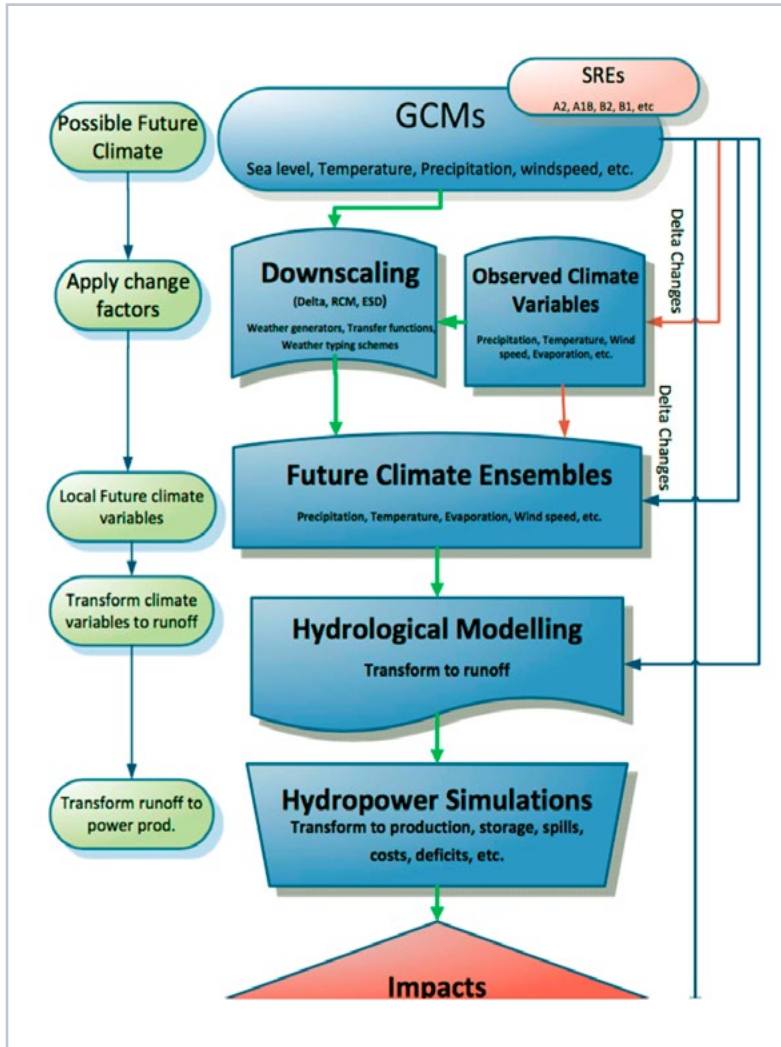 SREs
A2, A1B, B2, B1, etc
GCMs
Sea level, Temperature, Precipitation, windspeed, etc.
Possible Future
Climate
Apply change
factors
Local Future climate
variables
Transform climate
variables to runoff
Transform runoff to
power prod.
Downscaling
(Delta, RCM, ESD)
Weather generators, Transfer functions,
Weather typing schemes
Observed Climate
Variables
Precipitation, Temperature, Wind
speed, Evaporation, etc.
Delta Changes
Delta Changes
Future Climate Ensembles
Precipitation, Temperature, Evaporation, Wind speed, etc.
Hydrological Modelling
Transform to runoff
Hydropower Simulations
Transform to production, storage, spills,
costs, deficits, etc.
Impacts